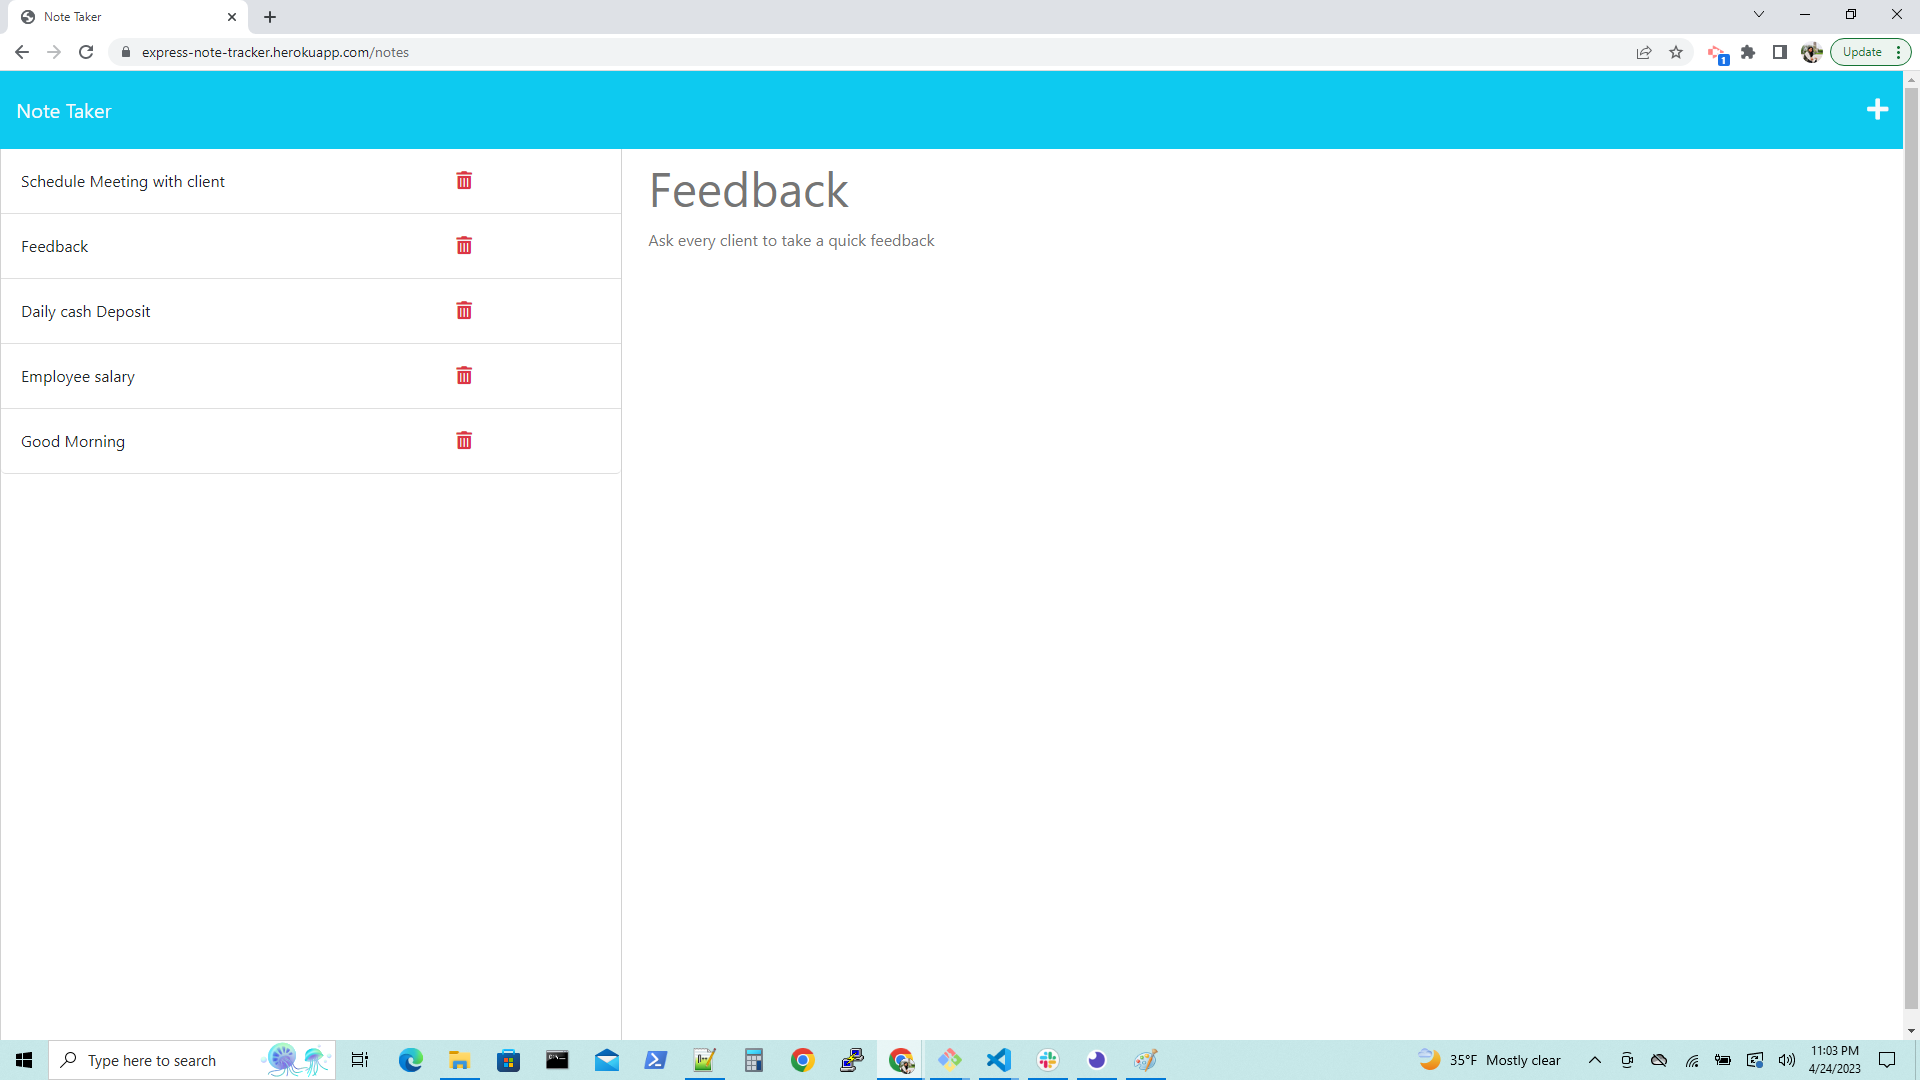 Note Taker
express-note-tracker.herokuapp.com/notes
1
Update
Note Taker
Schedule Meeting with client
Feedback
Daily cash Deposit
Employee salary
Good Morning
Feedback
Ask every client to take a quick feedback
Type here to search
35°F Mostly clear
11:03 PM
4/24/2023